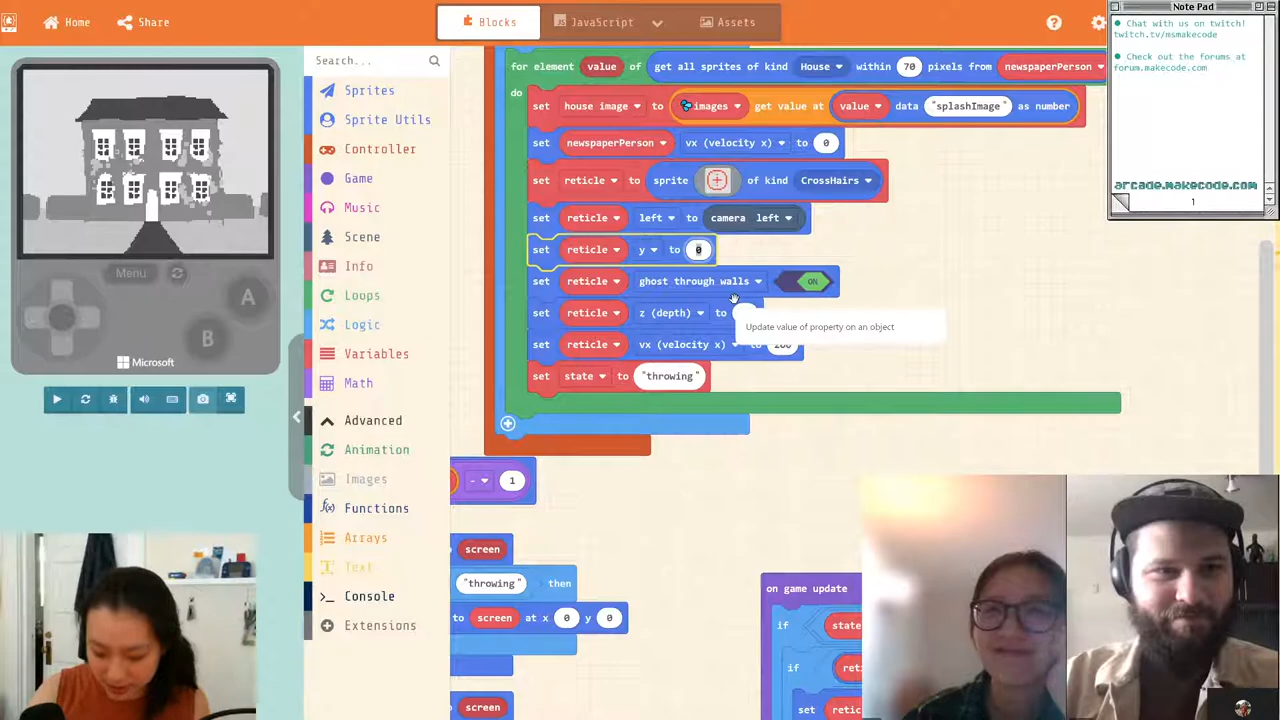 Home
Share
Blocks
JavaScript
Assets
Note Pad
Chat with us on twitch!
twitch.tv/msmakecode
Check out the forums at
forum.makecode.com
arcade.makecode.com
1
Menu
A
B
Microsoft
Search...
Sprites
Sprite Utils
Controller
Game
Music
Scene
Info
Loops
Logic
Variables
Math
Advanced
Animation
Images
Functions
Arrays
Text
Console
Extensions
for element value of get all sprites of kind House within 70 pixels from newspaperPerson
do
set house image to images get value at value data "splashImage" as number
set newspaperPerson vx (velocity x) to 0
set reticle to sprite of kind CrossHairs
set reticle left to camera left
set reticle y to 0
set reticle ghost through walls ON
set reticle z (depth) to
Update value of property on an object
set reticle vx (velocity x) to 200
set state to "throwing"
- 1
screen
"throwing" then
to screen at x 0 y 0
screen
on game update
if state
if
set